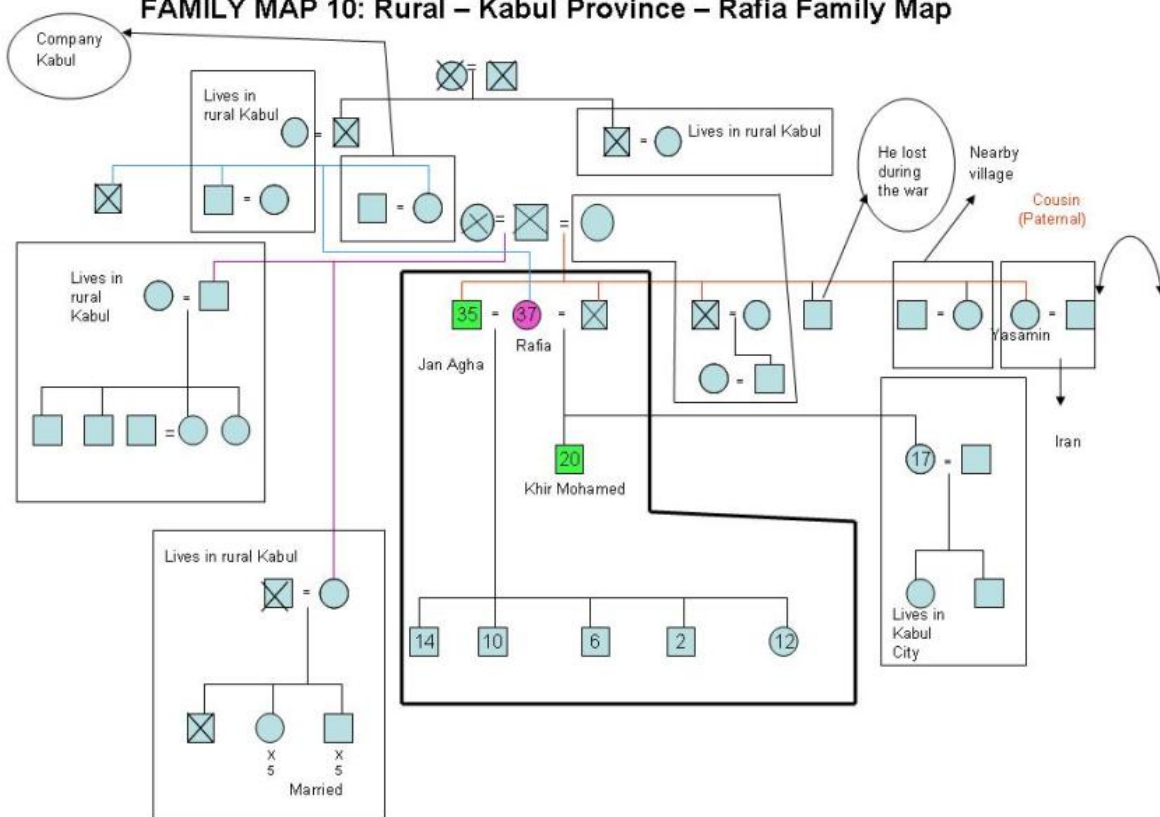 FAMILY MAP 10: Rural – Kabul Province – Rafia Family Map
Company
Kabul
Lives in
rural Kabul
Lives in rural Kabul
He lost
during
the war
Nearby
village
Cousin
(Paternal)
Lives in
rural
Kabul
35
37
Rafia
Jan Agha
Yasamin
Iran
20
Khir Mohamed
17
Lives in rural Kabul
Lives in
Kabul
City
14
10
6
2
12
X
5
X
5
Married